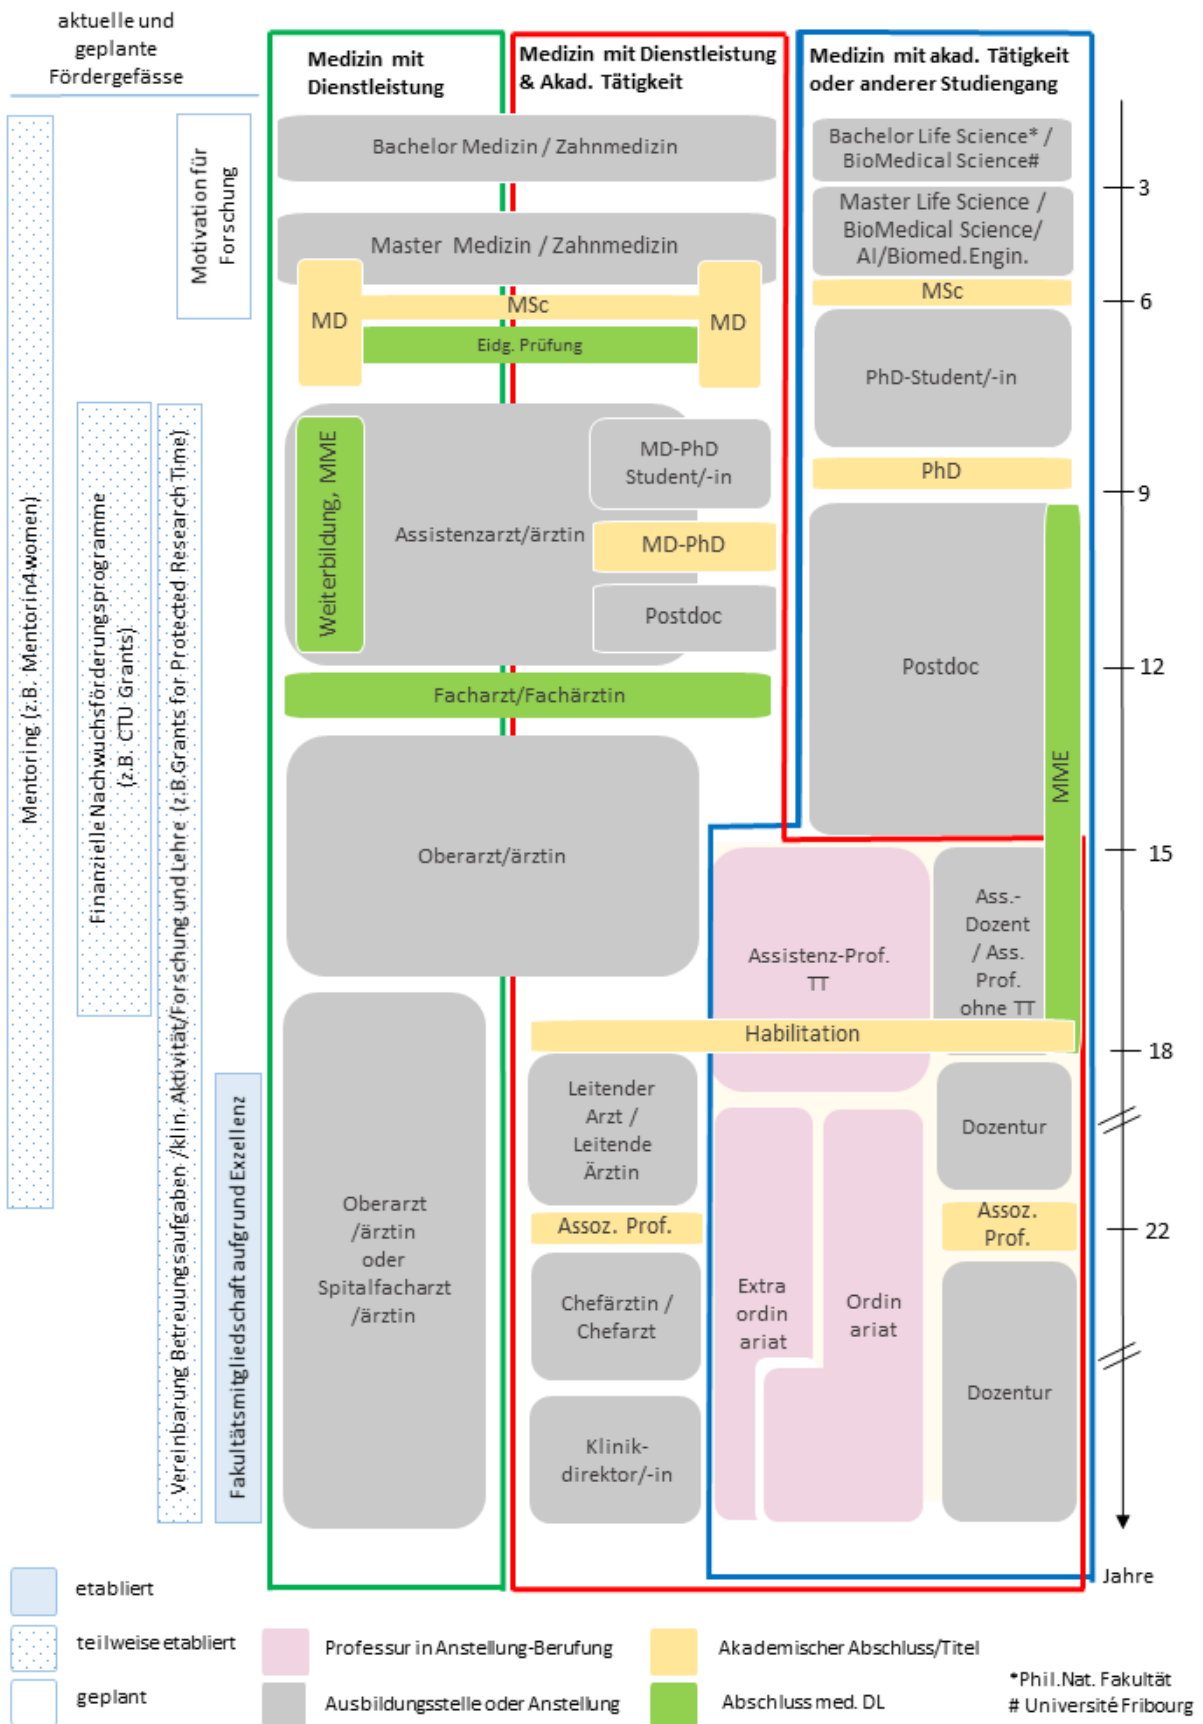 aktuelle und
geplante
Fördergefässe
Medizin mit
Dienstleistung
Medizin mit Dienstleistung
& Akad. Tätigkeit
Medizin mit akad. Tätigkeit
oder anderer Studiengang
Motivation für
Forschung
Mentoring (z.B. Mentorin4women)
Finanzielle Nachwuchsförderungsprogramme
(z.B. CTU Grants)
Vereinbarung Betreuungsaufgaben /klin. Aktivität/Forschung und Lehre (z.B.Grants for Protected Research Time)
Fakultätsmitgliedschaft aufgrund Exzellenz
Bachelor Medizin / Zahnmedizin
Master Medizin / Zahnmedizin
MD
MSc
MD
Eidg. Prüfung
Weiterbildung, MME
Assistenzarzt/ärztin
MD-PhD
Student/-in
MD-PhD
Postdoc
Facharzt/Fachärztin
Oberarzt/ärztin
Oberarzt
/ärztin
oder
Spitalfacharzt
/ärztin
Bachelor Life Science* /
BioMedical Science#
Master Life Science /
BioMedical Science/
AI/Biomed.Engin.
MSc
PhD-Student/-in
PhD
Postdoc
MME
Assistenz-Prof.
TT
Ass.-
Dozent
/ Ass.
Prof.
ohne TT
Habilitation
Leitender
Arzt /
Leitende
Ärztin
Assoz. Prof.
Chefärztin /
Chefarzt
Klinik-
direktor/-in
Extra
ordin
ariat
Ordin
ariat
Dozentur
Assoz.
Prof.
Dozentur
3
6
9
12
15
18
22
Jahre
etabliert
teilweise etabliert
geplant
Professur in Anstellung-Berufung
Ausbildungsstelle oder Anstellung
Akademischer Abschluss/Titel
Abschluss med. DL
*Phil.Nat. Fakultät
# Université Fribourg